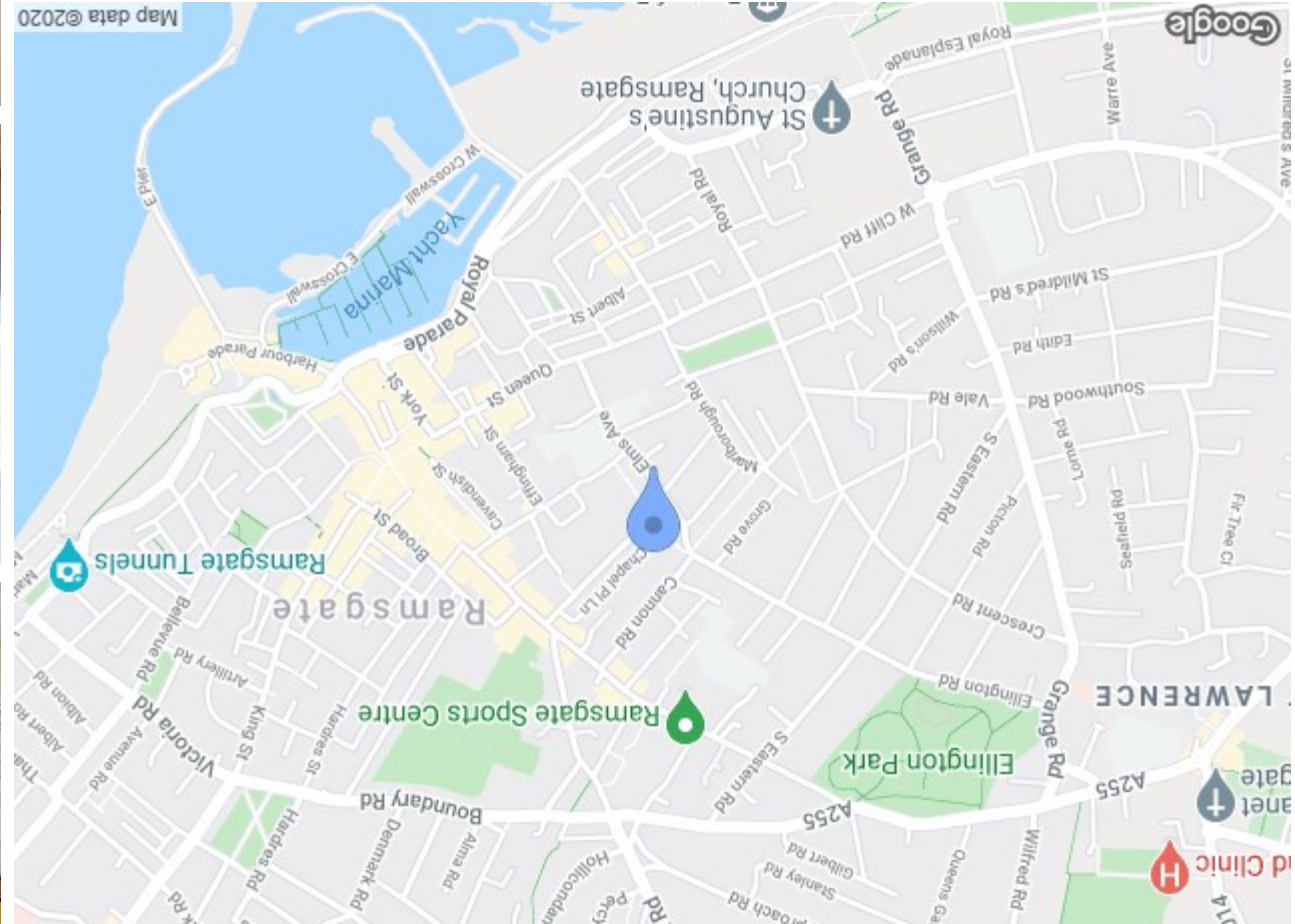 Wilfred Rd
Stanley Rd
Gilbert Rd
Alma Rd
Denmark Rd
Hardres Rd
A255
A255
Boundary Rd
Ellington Park
Grange Rd
S Eastern Rd
Ramsgate Sports Centre
Hardres St
King St
Victoria Rd
Avenue Rd
Albert Rd
Albion Rd
LAWRENCE
Ellington Rd
Artillery Rd
Bellevue Rd
Crescent Rd
Cannon Rd
Chapel Pl Ln
Ramsgate
Ramsgate Tunnels
Fir Tree Cl
Seafield Rd
Picton Rd
Lorne Rd
S Eastern Rd
Grove Rd
Broad St
Cavendish St
Effingham St
Elms Ave
Marlborough Rd
Southwood Rd
Vale Rd
Queen St
York St
Edith Rd
Willson's Rd
Harbour Parade
Royal Parade
St Mildred's Rd
Albert St
Yacht Marina
E Crosswall
W Cliff Rd
Royal Rd
W Crosswall
E Pier
Grange Rd
St Augustine's
Church, Ramsgate
Warre Ave
St Mildred's Ave
Royal Esplanade
Google
Map data ©2020